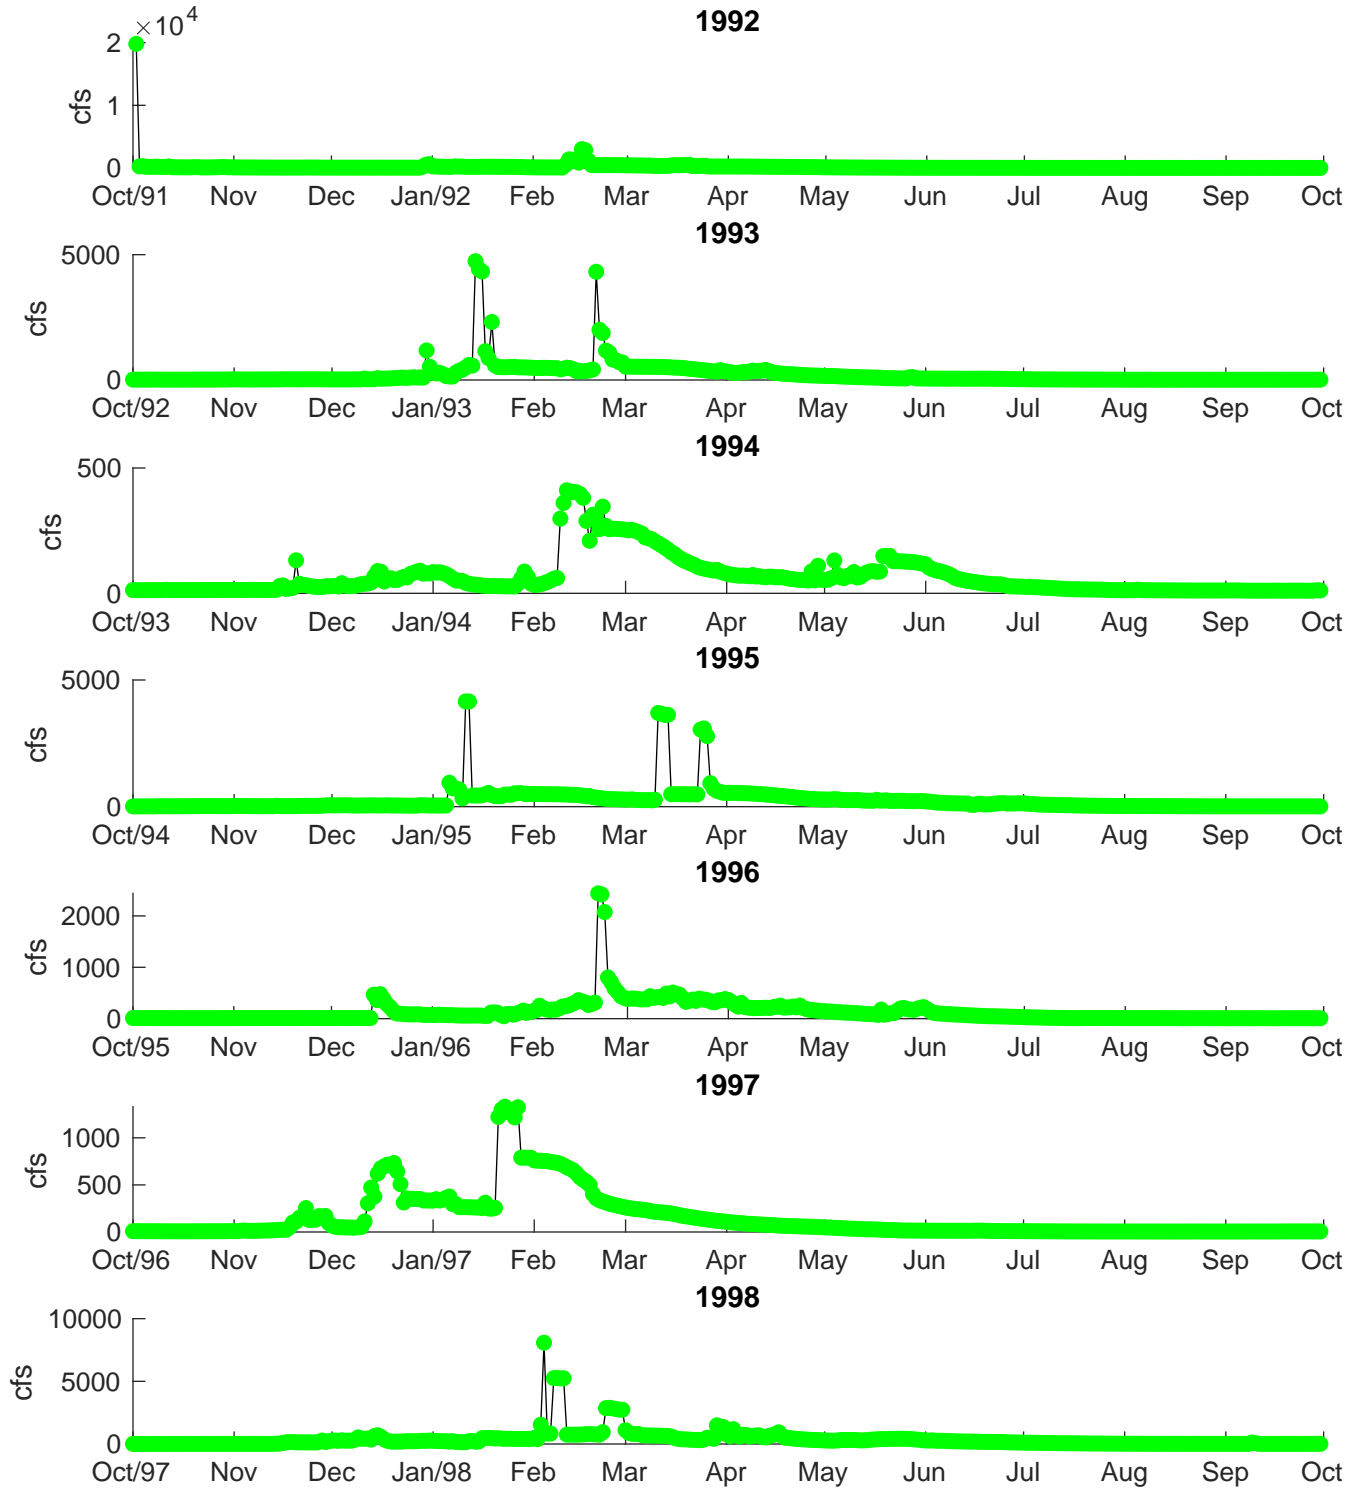 1992
×10^4
2
1
0
cfs
Oct/91 Nov Dec Jan/92 Feb Mar Apr May Jun Jul Aug Sep Oct
1993
5000
0
cfs
Oct/92 Nov Dec Jan/93 Feb Mar Apr May Jun Jul Aug Sep Oct
1994
500
0
cfs
Oct/93 Nov Dec Jan/94 Feb Mar Apr May Jun Jul Aug Sep Oct
1995
5000
0
cfs
Oct/94 Nov Dec Jan/95 Feb Mar Apr May Jun Jul Aug Sep Oct
1996
2000
1000
0
cfs
Oct/95 Nov Dec Jan/96 Feb Mar Apr May Jun Jul Aug Sep Oct
1997
1000
500
0
cfs
Oct/96 Nov Dec Jan/97 Feb Mar Apr May Jun Jul Aug Sep Oct
1998
10000
5000
0
cfs
Oct/97 Nov Dec Jan/98 Feb Mar Apr May Jun Jul Aug Sep Oct